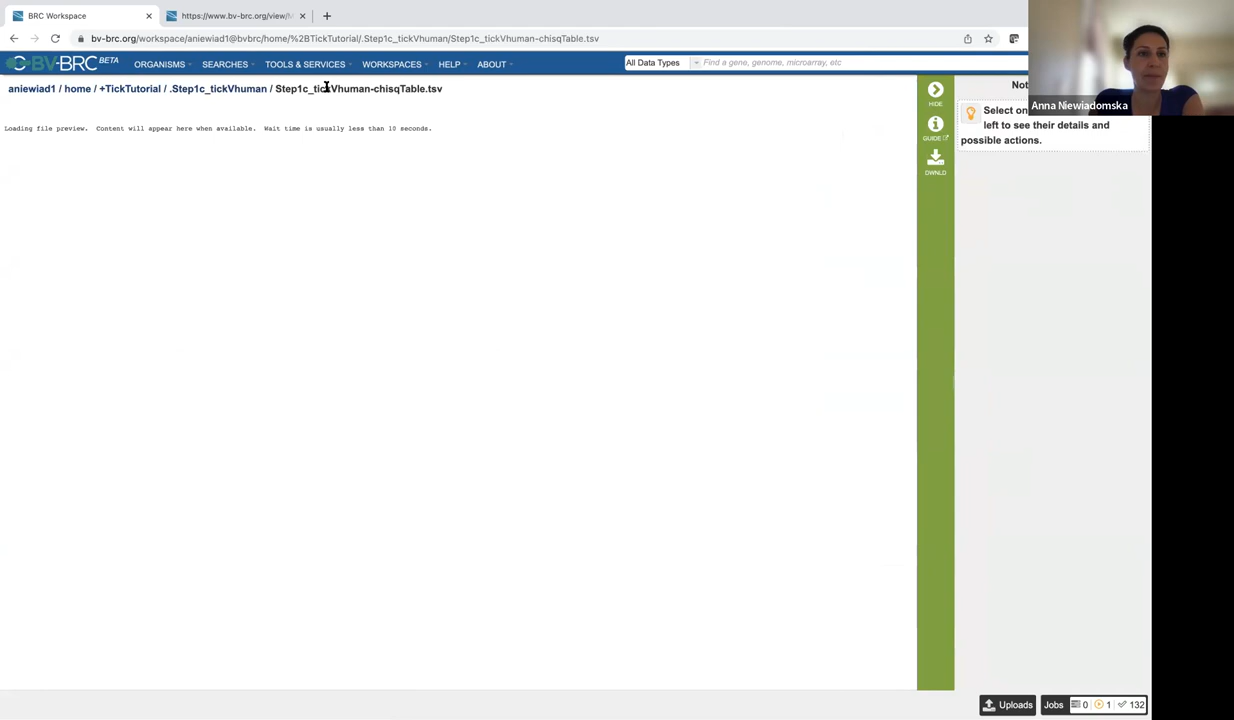 BRC Workspace
https://www.bv-brc.org/view/M
bv-brc.org/workspace/aniewiad1@bvbrc/home/%2BTickTutorial/.Step1c_tickVhuman/Step1c_tickVhuman-chisqTable.tsv
BV-BRC BETA ORGANISMS SEARCHES TOOLS & SERVICES WORKSPACES HELP ABOUT All Data Types Find a gene, genome, microarray, etc
aniewiad1 / home / +TickTutorial / .Step1c_tickVhuman / Step1c_tickVhuman-chisqTable.tsv
Loading file preview. Content will appear here when available. Wait time is usually less than 10 seconds.
HIDE
GUIDE
DWNLD
Anna Niewiadomska
left to see their details and
possible actions.
Uploads
Jobs 0 1 132